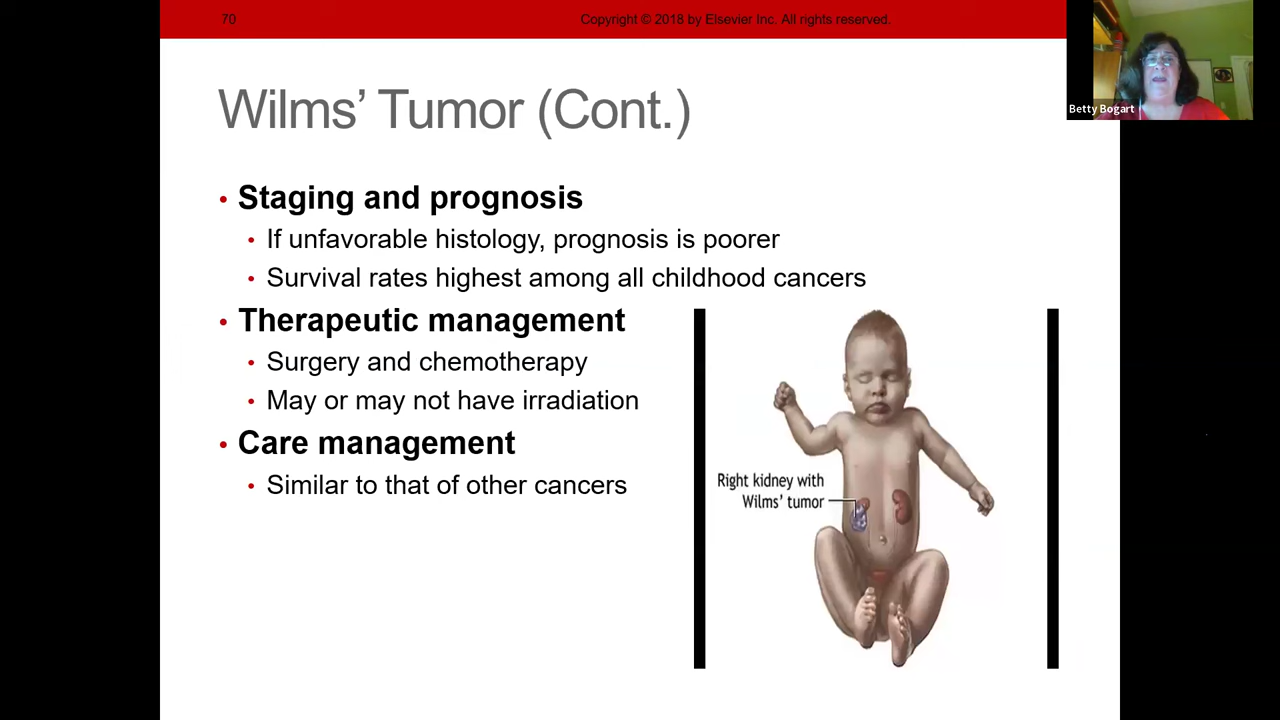 70
Copyright © 2018 by Elsevier Inc. All rights reserved.
Betty Bogart
Wilms’ Tumor (Cont.)
• Staging and prognosis
• If unfavorable histology, prognosis is poorer
• Survival rates highest among all childhood cancers
• Therapeutic management
• Surgery and chemotherapy
• May or may not have irradiation
• Care management
• Similar to that of other cancers
Right kidney with
Wilms’ tumor